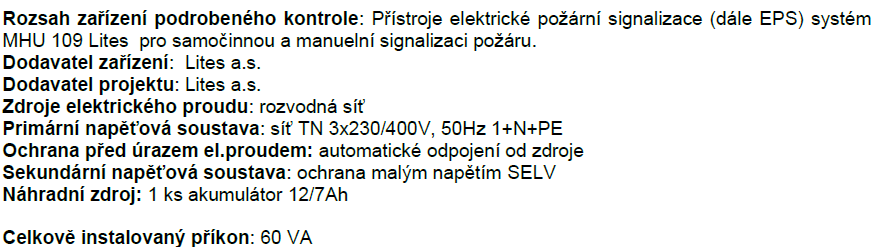 Rozsah zařízení podrobeného kontrole: Přístroje elektrické požární signalizace (dále EPS) systém
MHU 109 Lites pro samočinnou a manuelní signalizaci požáru.
Dodavatel zařízení: Lites a.s.
Dodavatel projektu: Lites a.s.
Zdroje elektrického proudu: rozvodná síť
Primární napěťová soustava: síť TN 3x230/400V, 50Hz 1+N+PE
Ochrana před úrazem el.proudem: automatické odpojení od zdroje
Sekundární napěťová soustava: ochrana malým napětím SELV
Náhradní zdroj: 1 ks akumulátor 12/7Ah
Celkově instalovaný příkon: 60 VA